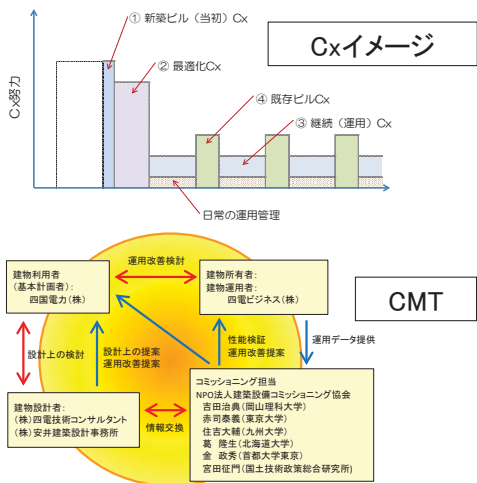 ① 新築ビル（当初）Cx
Cxイメージ
② 最適化Cx
④ 既存ビルCx
③ 継続（運用）Cx
Cx努力
日常の運用管理
建物利用者
（基本計画者）:
四国電力（株）
運用改善検討
建物所有者:
建物運用者:
四電ビジネス（株）
CMT
設計上の検討
設計上の提案
運用改善提案
性能検証
運用改善提案
運用データ提供
建物設計者:
（株）四電技術コンサルタント
（株）安井建築設計事務所
情報交換
コミッショニング担当
NPO法人建築設備コミッショニング協会
吉田治典（岡山理科大学）
赤司泰義（東京大学）
住吉大輔（九州大学）
葛　隆生（北海道大学）
金　政秀（首都大学東京）
宮田征門（国土技術政策総合研究所）